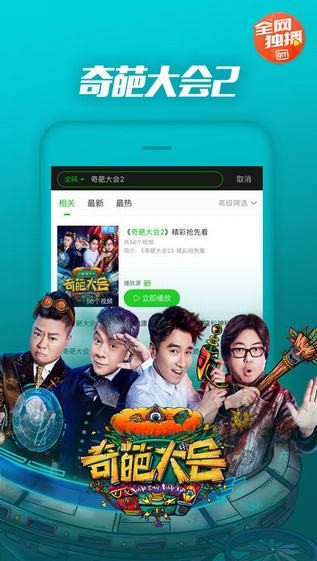 奇葩大会2
全网
独播
QIY
全网
奇葩大会2
取消
相关
最新
最热
高级筛选
《奇葩大会2》精彩抢先看
共56个视频
简介：《奇葩大会2》精彩抢先看
播放源
立即播放
奇葩大会
56个视频
奇葩大会